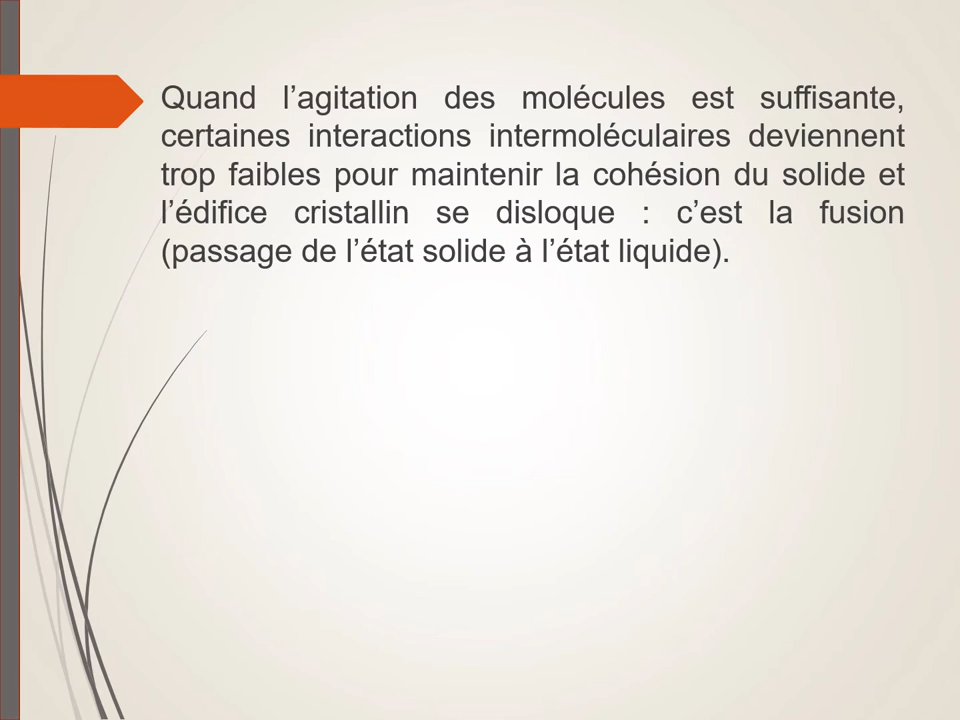 Quand l’agitation des molécules est suffisante,
certaines interactions intermoléculaires deviennent
trop faibles pour maintenir la cohésion du solide et
l’édifice cristallin se disloque : c’est la fusion
(passage de l’état solide à l’état liquide).